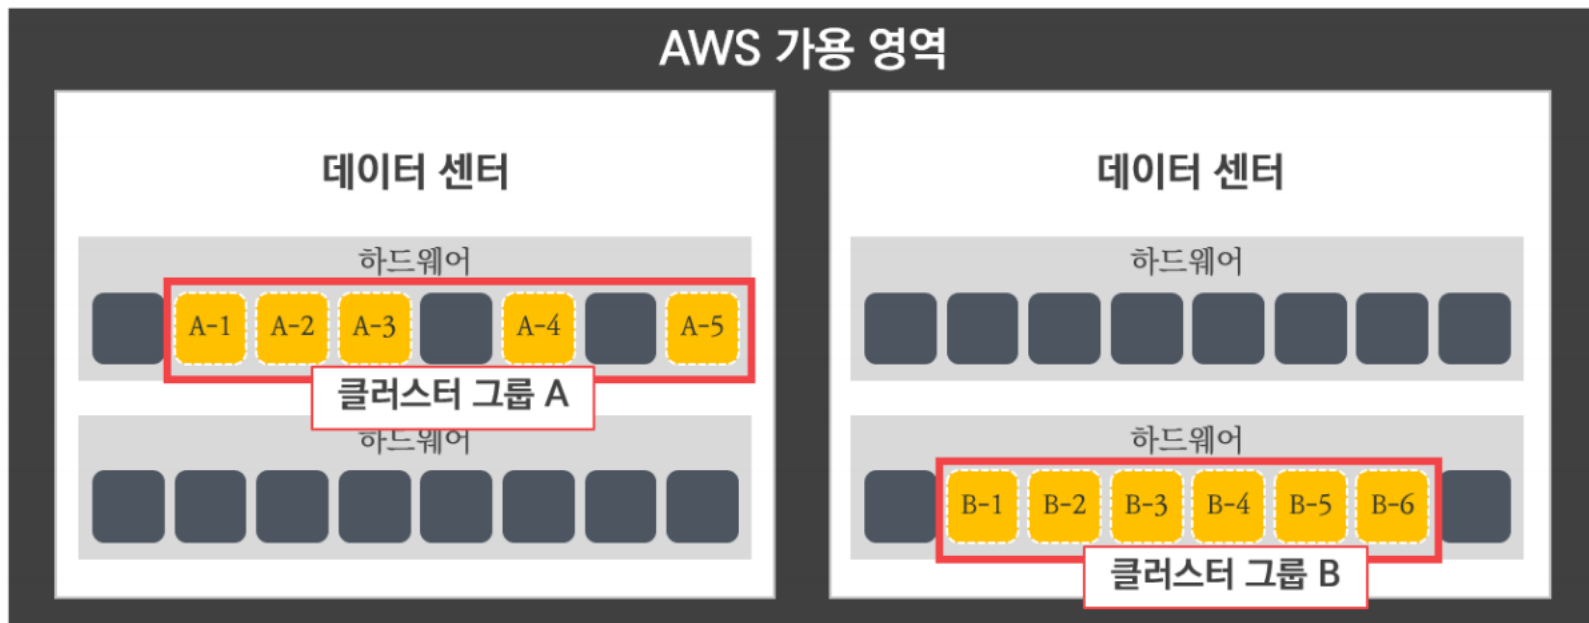 AWS 가용 영역
데이터 센터
하드웨어
A-1 A-2 A-3 A-4 A-5
클러스터 그룹 A
하드웨어
데이터 센터
하드웨어
하드웨어
B-1 B-2 B-3 B-4 B-5 B-6
클러스터 그룹 B